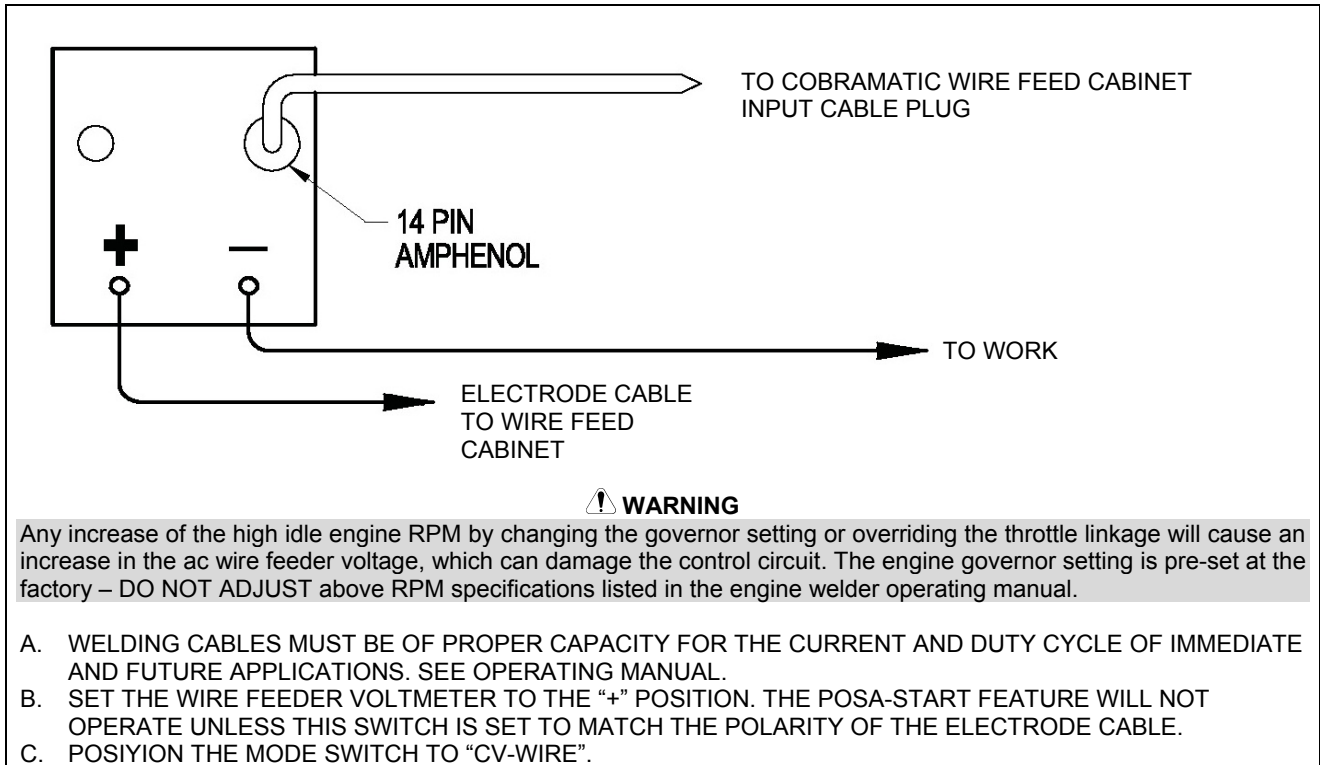 TO COBRAMATIC WIRE FEED CABINET
INPUT CABLE PLUG
14 PIN
AMPHENOL
+ −
TO WORK
ELECTRODE CABLE
TO WIRE FEED
CABINET
WARNING
Any increase of the high idle engine RPM by changing the governor setting or overriding the throttle linkage will cause an
increase in the ac wire feeder voltage, which can damage the control circuit. The engine governor setting is pre-set at the
factory – DO NOT ADJUST above RPM specifications listed in the engine welder operating manual.
A. WELDING CABLES MUST BE OF PROPER CAPACITY FOR THE CURRENT AND DUTY CYCLE OF IMMEDIATE
AND FUTURE APPLICATIONS. SEE OPERATING MANUAL.
B. SET THE WIRE FEEDER VOLTMETER TO THE “+” POSITION. THE POSA-START FEATURE WILL NOT
OPERATE UNLESS THIS SWITCH IS SET TO MATCH THE POLARITY OF THE ELECTRODE CABLE.
C. POSIYION THE MODE SWITCH TO “CV-WIRE”.